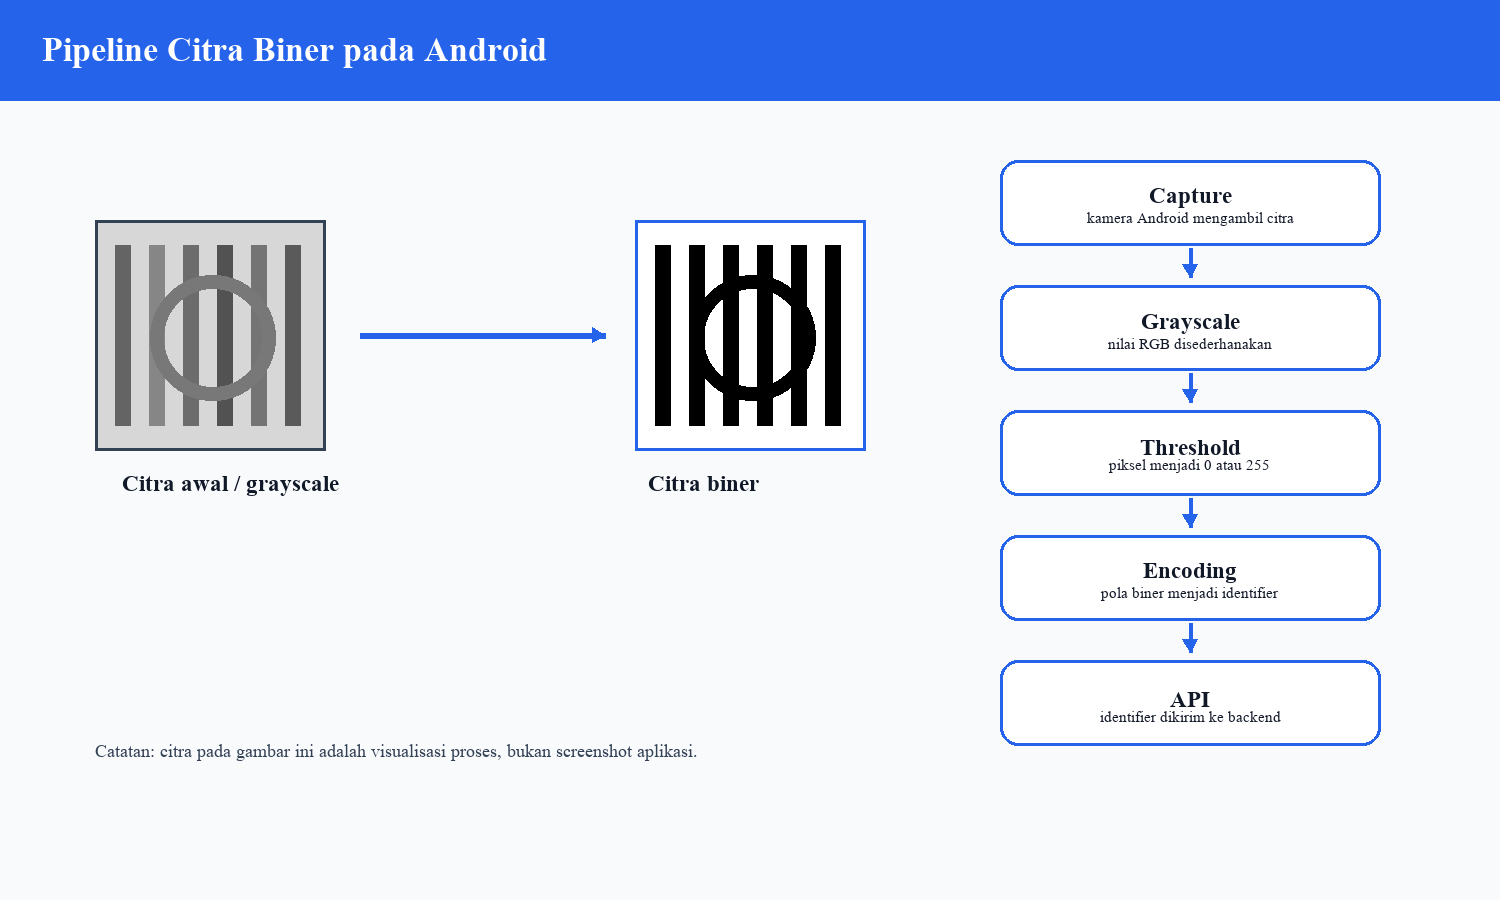 Pipeline Citra Biner pada Android
Citra awal / grayscale
Citra biner
Capture
kamera Android mengambil citra
Grayscale
nilai RGB disederhanakan
Threshold
piksel menjadi 0 atau 255
Encoding
pola biner menjadi identifier
API
identifier dikirim ke backend
Catatan: citra pada gambar ini adalah visualisasi proses, bukan screenshot aplikasi.